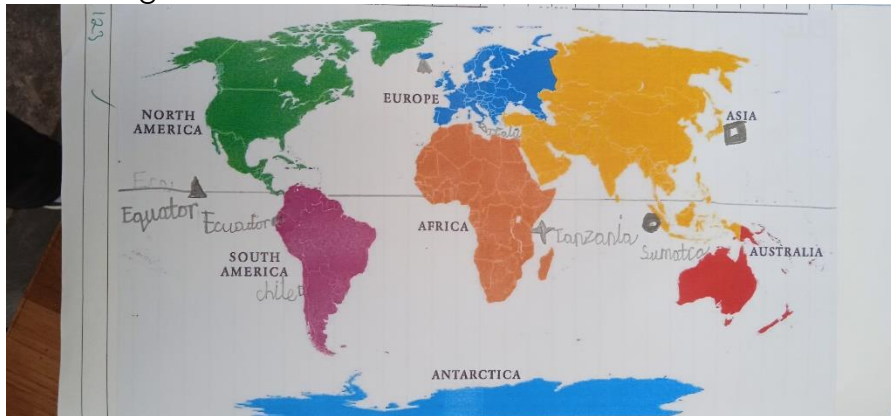 123
EUROPE
NORTH
AMERICA
ASIA
Equator
Ecuador
AFRICA
Tanzania
Sumatra
AUSTRALIA
SOUTH
AMERICA
chile
ANTARCTICA